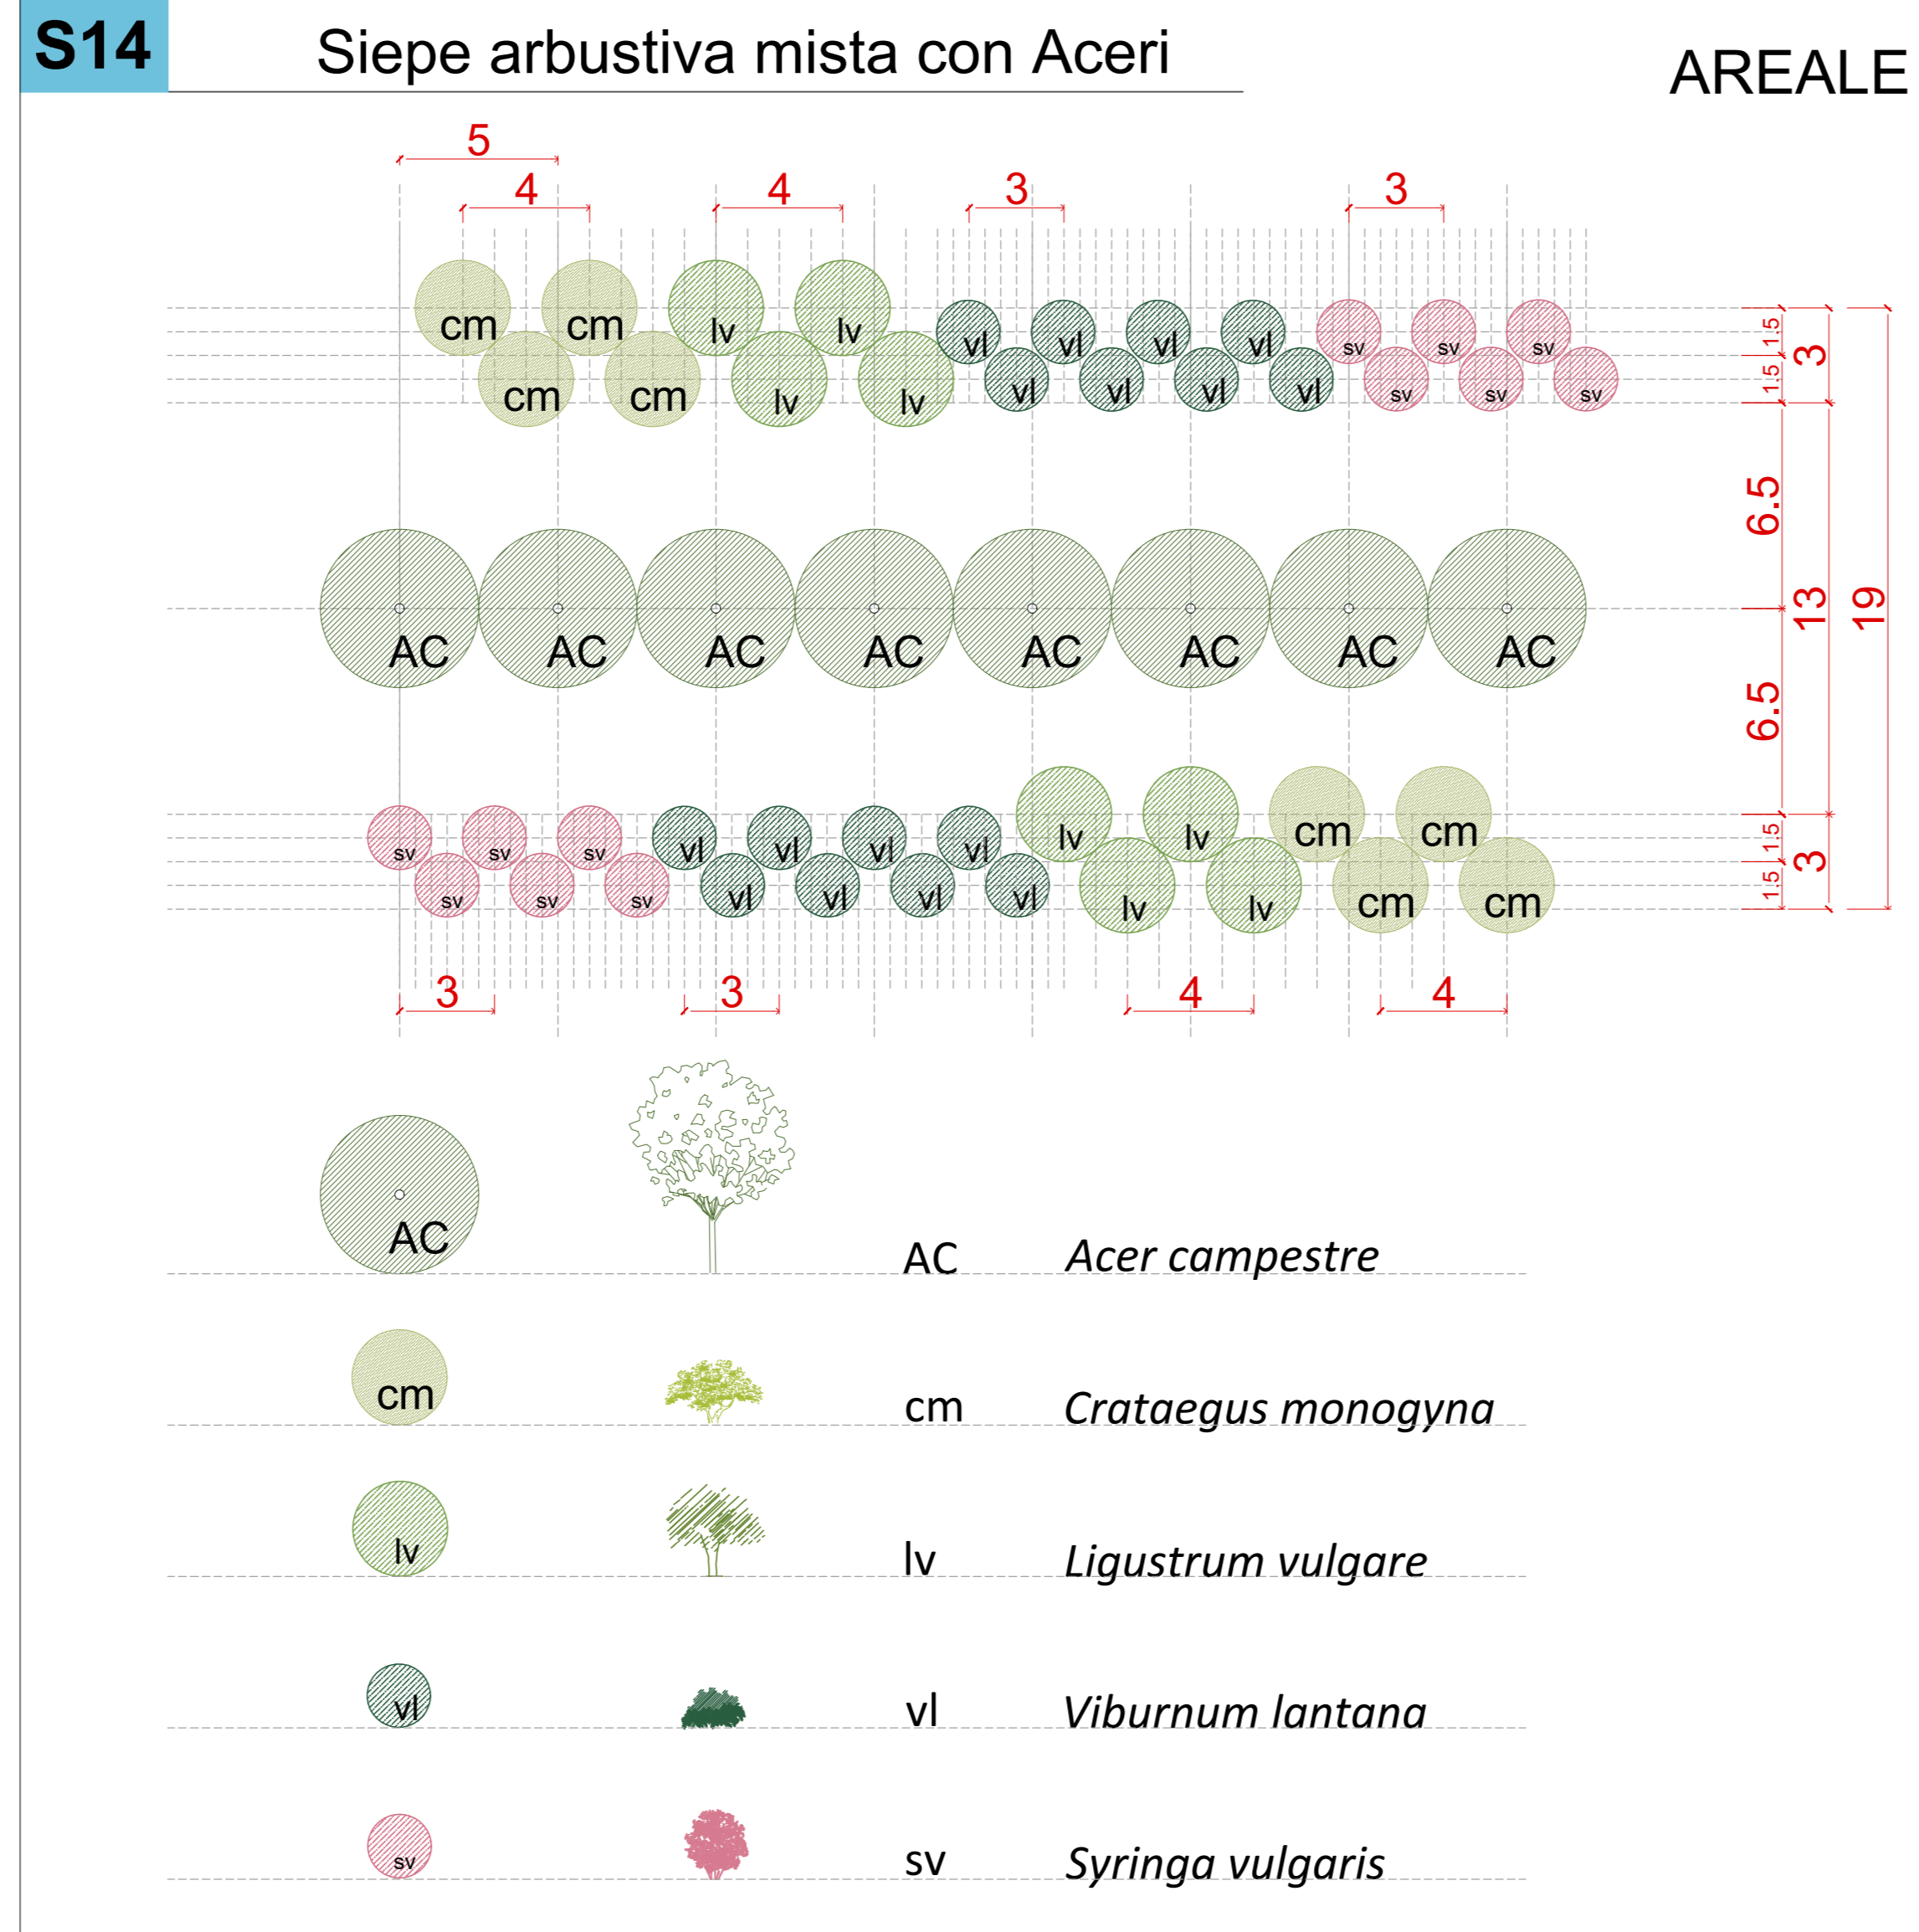 S14 Siepe arbustiva mista con Aceri AREALE
5
4 4 3 3
cm cm lv lv vl vl vl vl sv sv sv 1.5
3
cm cm lv lv vl vl vl vl sv sv sv 1.5
6.5
AC AC AC AC AC AC AC AC 13 19
6.5
sv sv sv vl vl vl vl lv lv cm cm 1.5
3
sv sv sv vl vl vl vl lv lv cm cm 1.5
3 3 4 4
AC AC Acer campestre
cm cm Crataegus monogyna
lv lv Ligustrum vulgare
vl vl Viburnum lantana
sv sv Syringa vulgaris